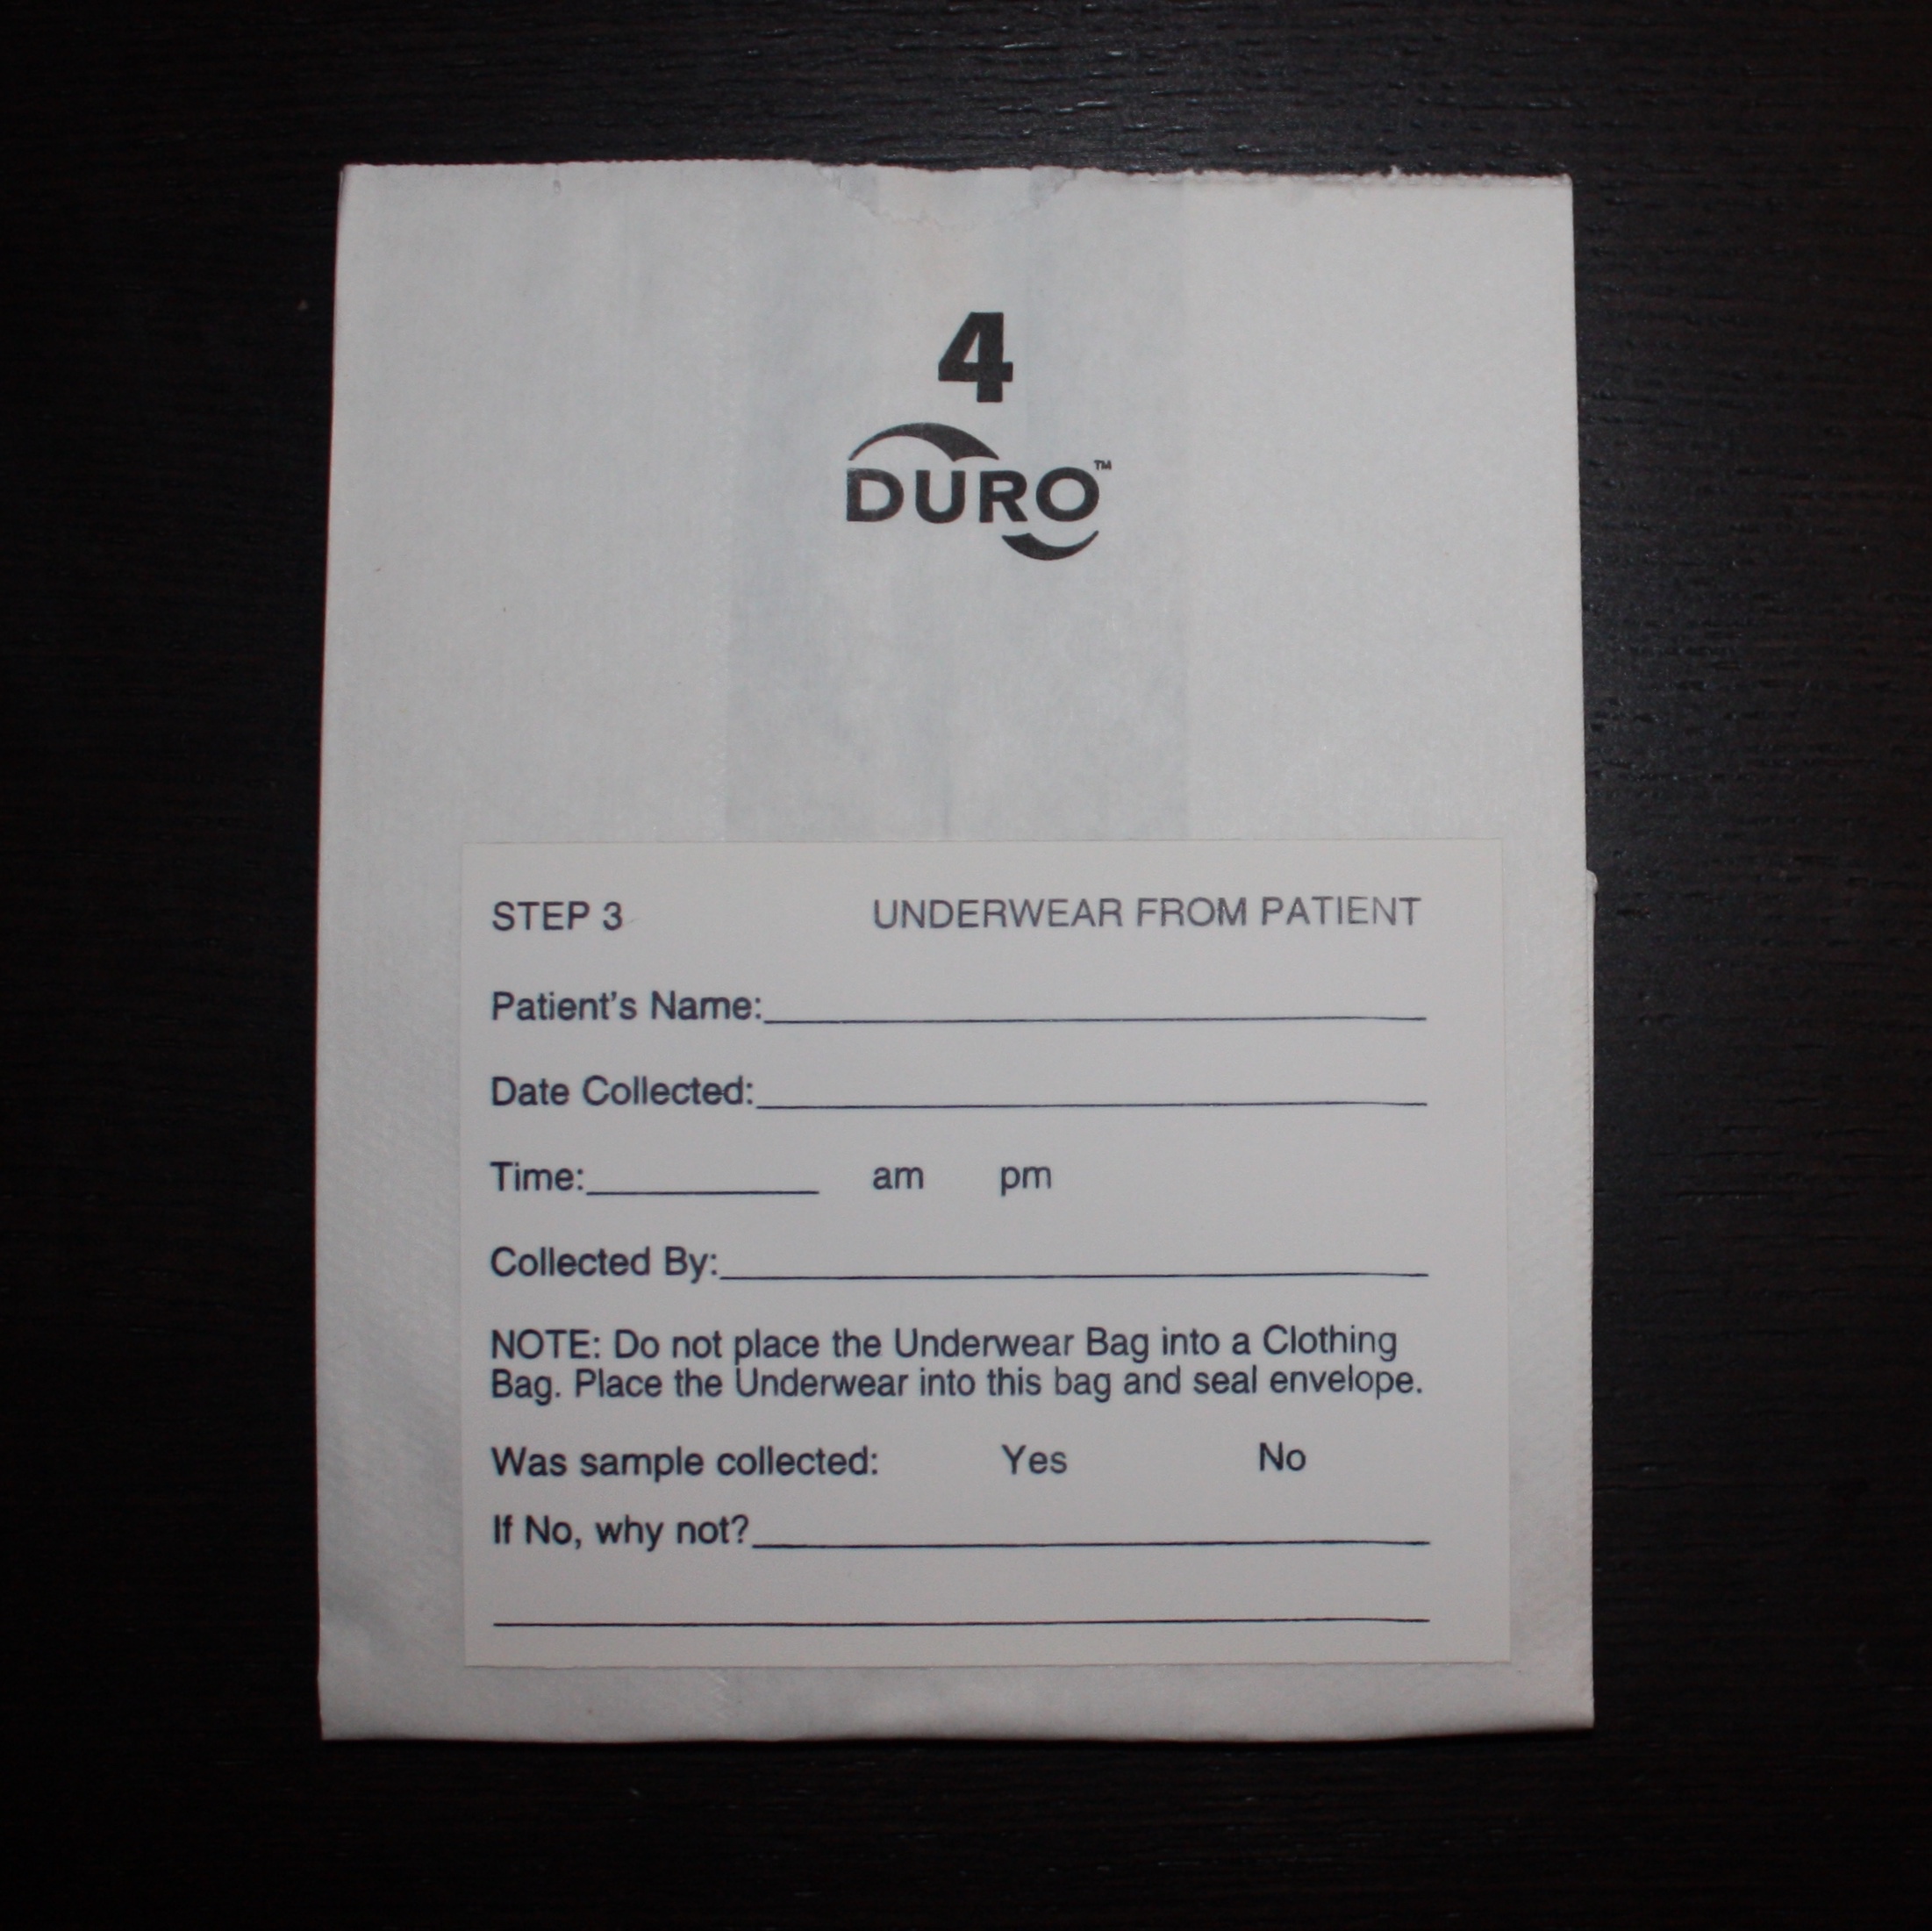 4
DURO™
STEP 3 UNDERWEAR FROM PATIENT
Patient's Name:
Date Collected:
Time: am pm
Collected By:
NOTE: Do not place the Underwear Bag into a Clothing
Bag. Place the Underwear into this bag and seal envelope.
Was sample collected: Yes No
If No, why not?